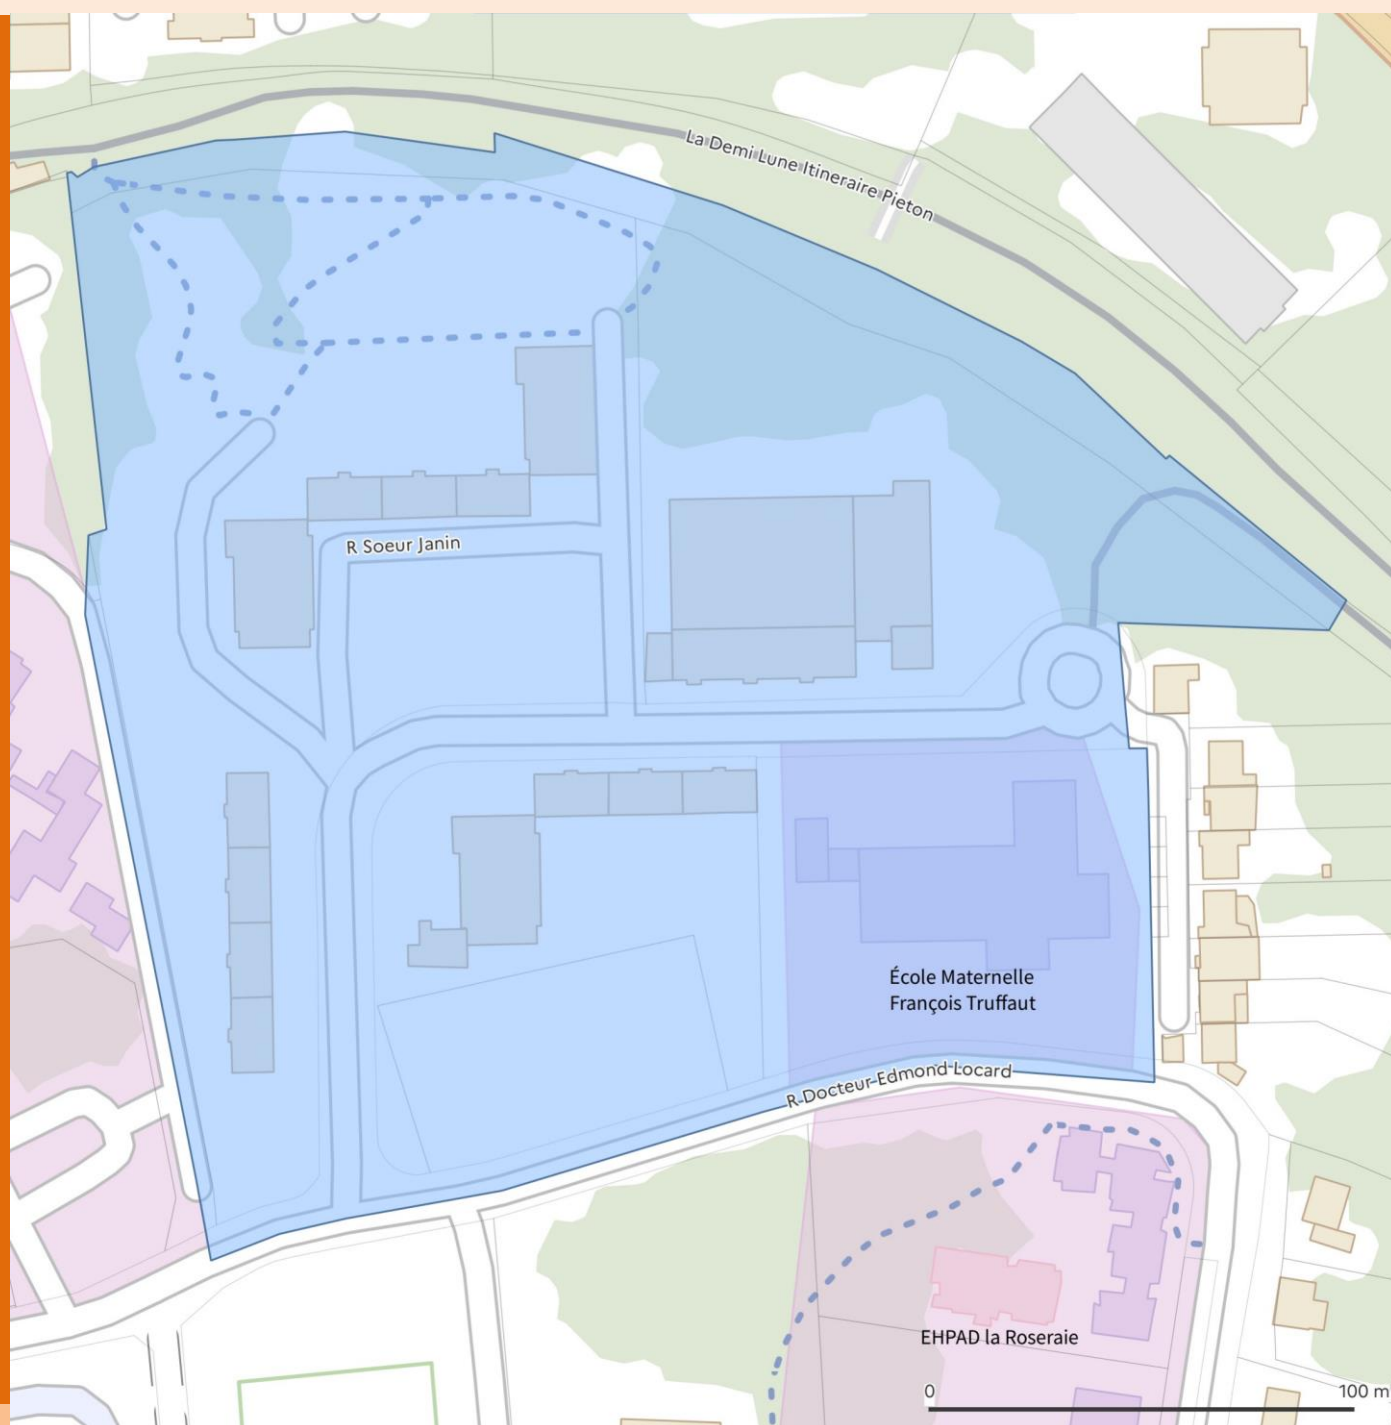 La Demi Lune Itineraire Pieton
R Soeur Janin
École Maternelle
François Truffaut
R Docteur Edmond Locard
EHPAD la Roseraie
0
100 m